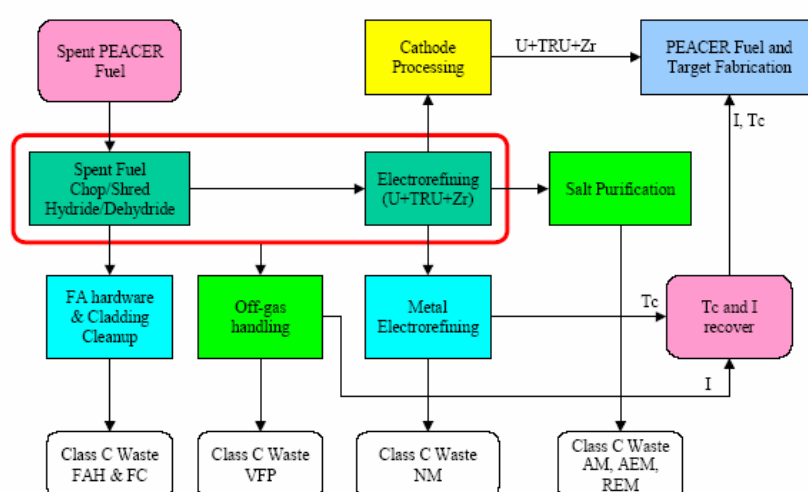 Spent PEACER
Fuel
Cathode
Processing
U+TRU+Zr
PEACER Fuel and
Target Fabrication
I, Tc
Spent Fuel
Chop/Shred
Hydride/Dehydride
Electrorefining
(U+TRU+Zr)
Salt Purification
FA hardware
& Cladding
Cleanup
Off-gas
handling
Metal
Electrorefining
Tc
Tc and I
recover
I
Class C Waste
FAH & FC
Class C Waste
VFP
Class C Waste
NM
Class C Waste
AM, AEM,
REM